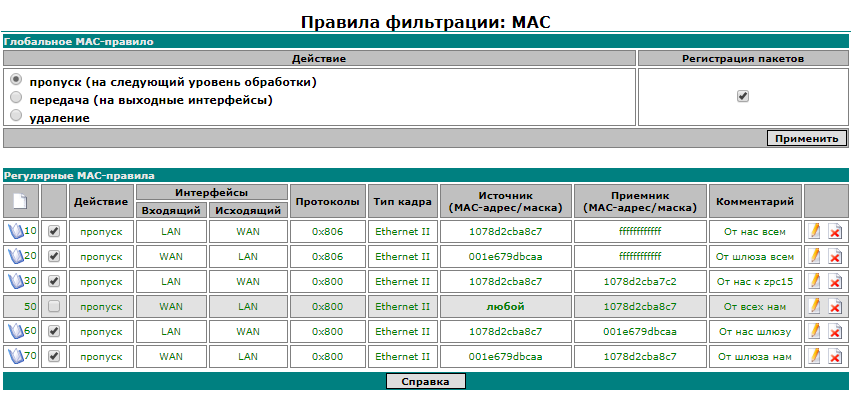 Правила фильтрации: MAC
Глобальное MAC-правило
Действие Регистрация пакетов
пропуск (на следующий уровень обработки)
передача (на выходные интерфейсы)
удаление
Применить
Регулярные MAC-правила
Действие Интерфейсы Протоколы Тип кадра Источник Приемник Комментарий
Входящий Исходящий (MAC-адрес/маска) (MAC-адрес/маска)
10 пропуск LAN WAN 0x806 Ethernet II 1078d2cba8c7 ffffffffffff От нас всем
20 пропуск WAN LAN 0x806 Ethernet II 001e679dbcaa ffffffffffff От шлюза всем
30 пропуск LAN WAN 0x800 Ethernet II 1078d2cba8c7 1078d2cba7c2 От нас к zpc15
50 пропуск WAN LAN 0x800 Ethernet II любой 1078d2cba8c7 От всех нам
60 пропуск LAN WAN 0x800 Ethernet II 1078d2cba8c7 001e679dbcaa От нас шлюзу
70 пропуск WAN LAN 0x800 Ethernet II 001e679dbcaa 1078d2cba8c7 От шлюза нам
Справка